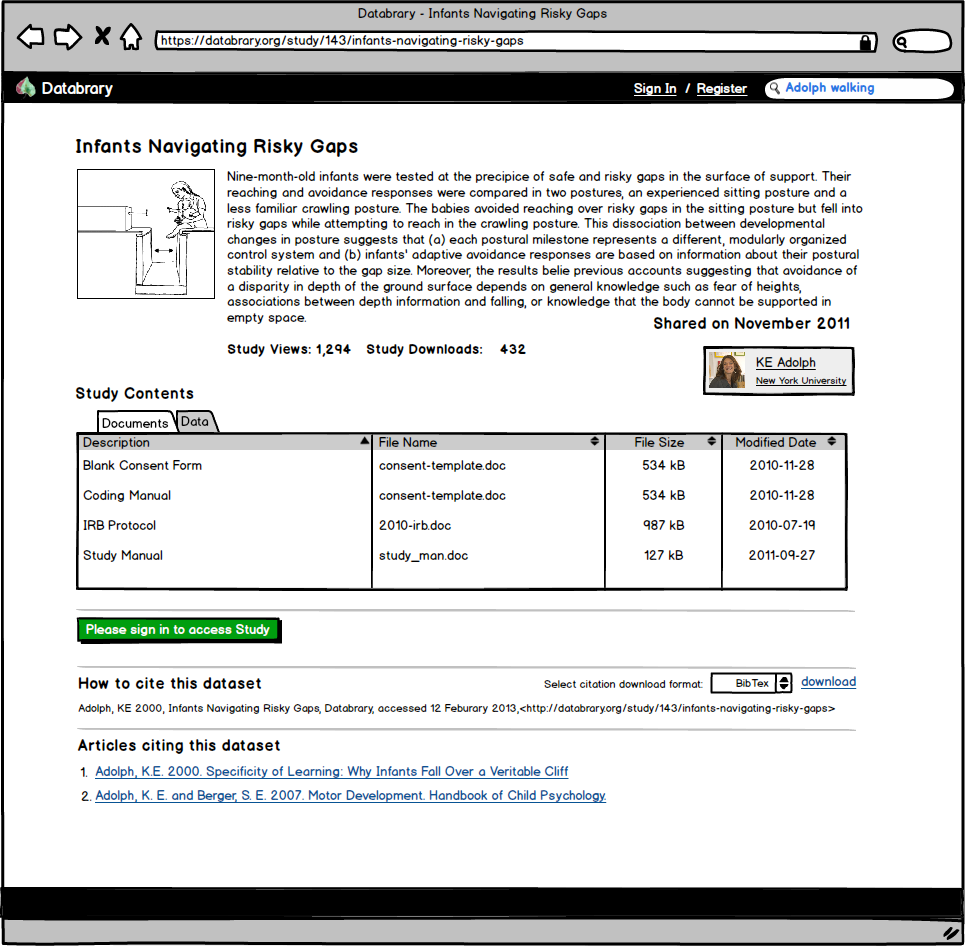 Databrary - Infants Navigating Risky Gaps
https://databrary.org/study/143/infants-navigating-risky-gaps
Databrary
Sign In / Register
Adolph walking
Infants Navigating Risky Gaps
Nine-month-old infants were tested at the precipice of safe and risky gaps in the surface of support. Their
reaching and avoidance responses were compared in two postures, an experienced sitting posture and a
less familiar crawling posture. The babies avoided reaching over risky gaps in the sitting posture but fell into
risky gaps while attempting to reach in the crawling posture. This dissociation between developmental
changes in posture suggests that (a) each postural milestone represents a different, modularly organized
control system and (b) infants' adaptive avoidance responses are based on information about their postural
stability relative to the gap size. Moreover, the results belie previous accounts suggesting that avoidance of
a disparity in depth of the ground surface depends on general knowledge such as fear of heights,
associations between depth information and falling, or knowledge that the body cannot be supported in
empty space.
Shared on November 2011
Study Views: 1,294 Study Downloads: 432
KE Adolph
New York University
Study Contents
Documents Data
Description File Name File Size Modified Date
Blank Consent Form consent-template.doc 534 kB 2010-11-28
Coding Manual consent-template.doc 534 kB 2010-11-28
IRB Protocol 2010-irb.doc 987 kB 2010-07-19
Study Manual study_man.doc 127 kB 2011-09-27
Please sign in to access Study
How to cite this dataset
Select citation download format: BibTex download
Adolph, KE 2000, Infants Navigating Risky Gaps, Databrary, accessed 12 Feburary 2013,<http://databrary.org/study/143/infants-navigating-risky-gaps>
Articles citing this dataset
1. Adolph, K.E. 2000. Specificity of Learning: Why Infants Fall Over a Veritable Cliff
2. Adolph, K. E. and Berger, S. E. 2007. Motor Development. Handbook of Child Psychology.